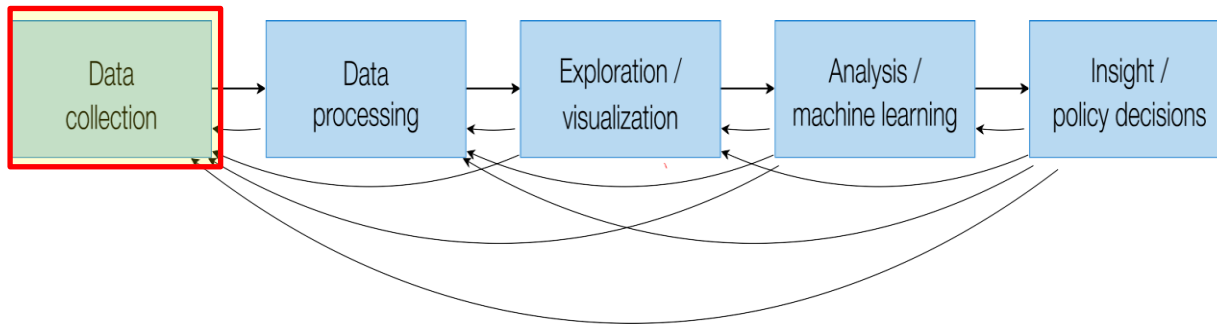 Data
collection
Data
processing
Exploration /
visualization
Analysis /
machine learning
Insight /
policy decisions